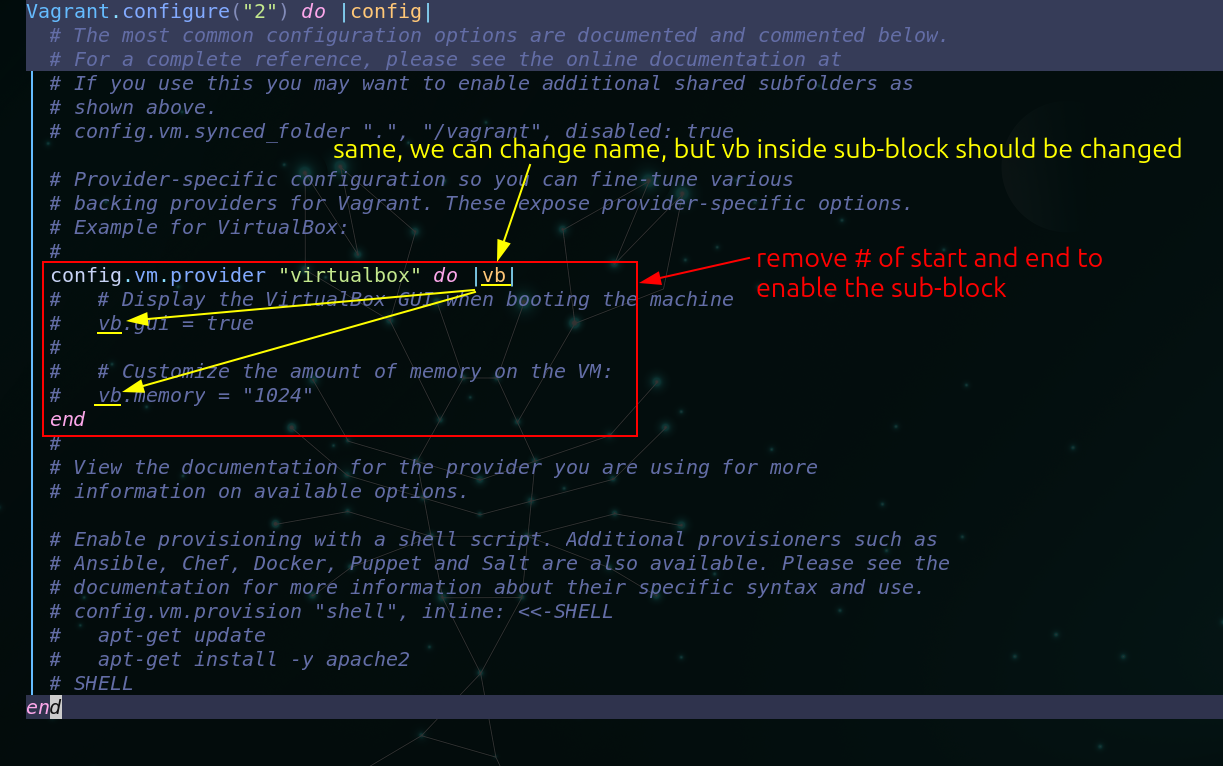 Vagrant.configure("2") do |config|
  # The most common configuration options are documented and commented below.
  # For a complete reference, please see the online documentation at
  # If you use this you may want to enable additional shared subfolders as
  # shown above.
  # config.vm.synced_folder ".", "/vagrant", disabled: true
same, we can change name, but vb inside sub-block should be changed
  # Provider-specific configuration so you can fine-tune various
  # backing providers for Vagrant. These expose provider-specific options.
  # Example for VirtualBox:
  #
remove # of start and end to
enable the sub-block
  config.vm.provider "virtualbox" do |vb|
  #   # Display the VirtualBox GUI when booting the machine
  #   vb.gui = true
  #
  #   # Customize the amount of memory on the VM:
  #   vb.memory = "1024"
  end
  #
  # View the documentation for the provider you are using for more
  # information on available options.
  # Enable provisioning with a shell script. Additional provisioners such as
  # Ansible, Chef, Docker, Puppet and Salt are also available. Please see the
  # documentation for more information about their specific syntax and use.
  # config.vm.provision "shell", inline: <<-SHELL
  #   apt-get update
  #   apt-get install -y apache2
  # SHELL
end